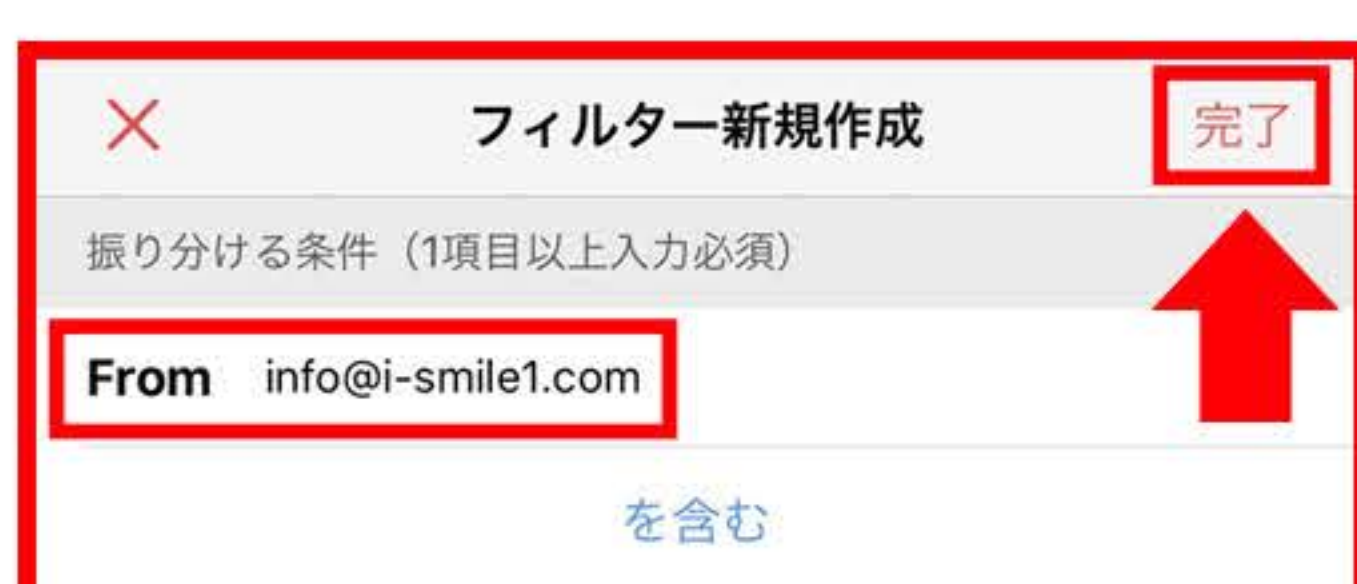 × フィルター新規作成 完了
振り分ける条件（1項目以上入力必須）
From info@i-smile1.com
を含む